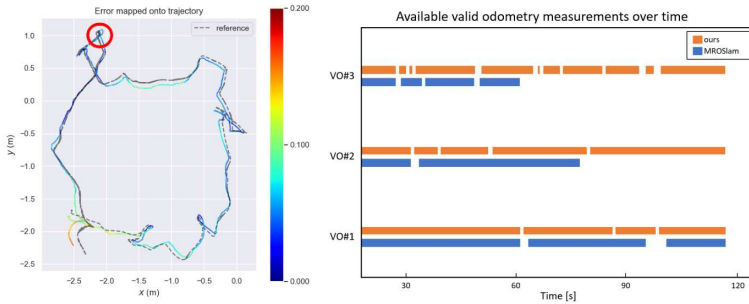 Error mapped onto trajectory
reference
1.0
0.5
0.0
−0.5
−1.0
−1.5
−2.0
−2.5
y (m)
−2.5 −2.0 −1.5 −1.0 −0.5 0.0
x (m)
0.200
0.100
0.000
Available valid odometry measurements over time
ours
MROSlam
VO#3
VO#2
VO#1
30 60 90 120
Time [s]